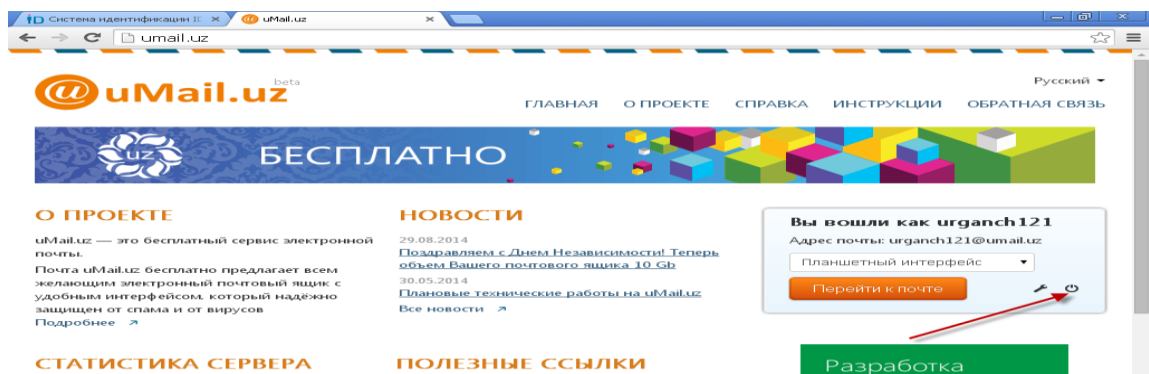 Система идентификации I
uMail.uz
umail.uz
@uMail.uz
beta
Русский
ГЛАВНАЯ О ПРОЕКТЕ СПРАВКА ИНСТРУКЦИИ ОБРАТНАЯ СВЯЗЬ
UZ
БЕСПЛАТНО
О ПРОЕКТЕ
uMail.uz — это бесплатный сервис электронной
почты.
Почта uMail.uz бесплатно предлагает всем
желающим электронный почтовый ящик с
удобным интерфейсом, который надёжно
защищен от спама и от вирусов
Подробнее
НОВОСТИ
29.08.2014
Поздравляем с Днем Независимости! Теперь
объем Вашего почтового ящика 10 Gb
30.05.2014
Плановые технические работы на uMail.uz
Все новости
Вы вошли как urganch121
Адрес почты: urganch121@umail.uz
Планшетный интерфейс
Перейти к почте
СТАТИСТИКА СЕРВЕРА
ПОЛЕЗНЫЕ ССЫЛКИ
Разработка